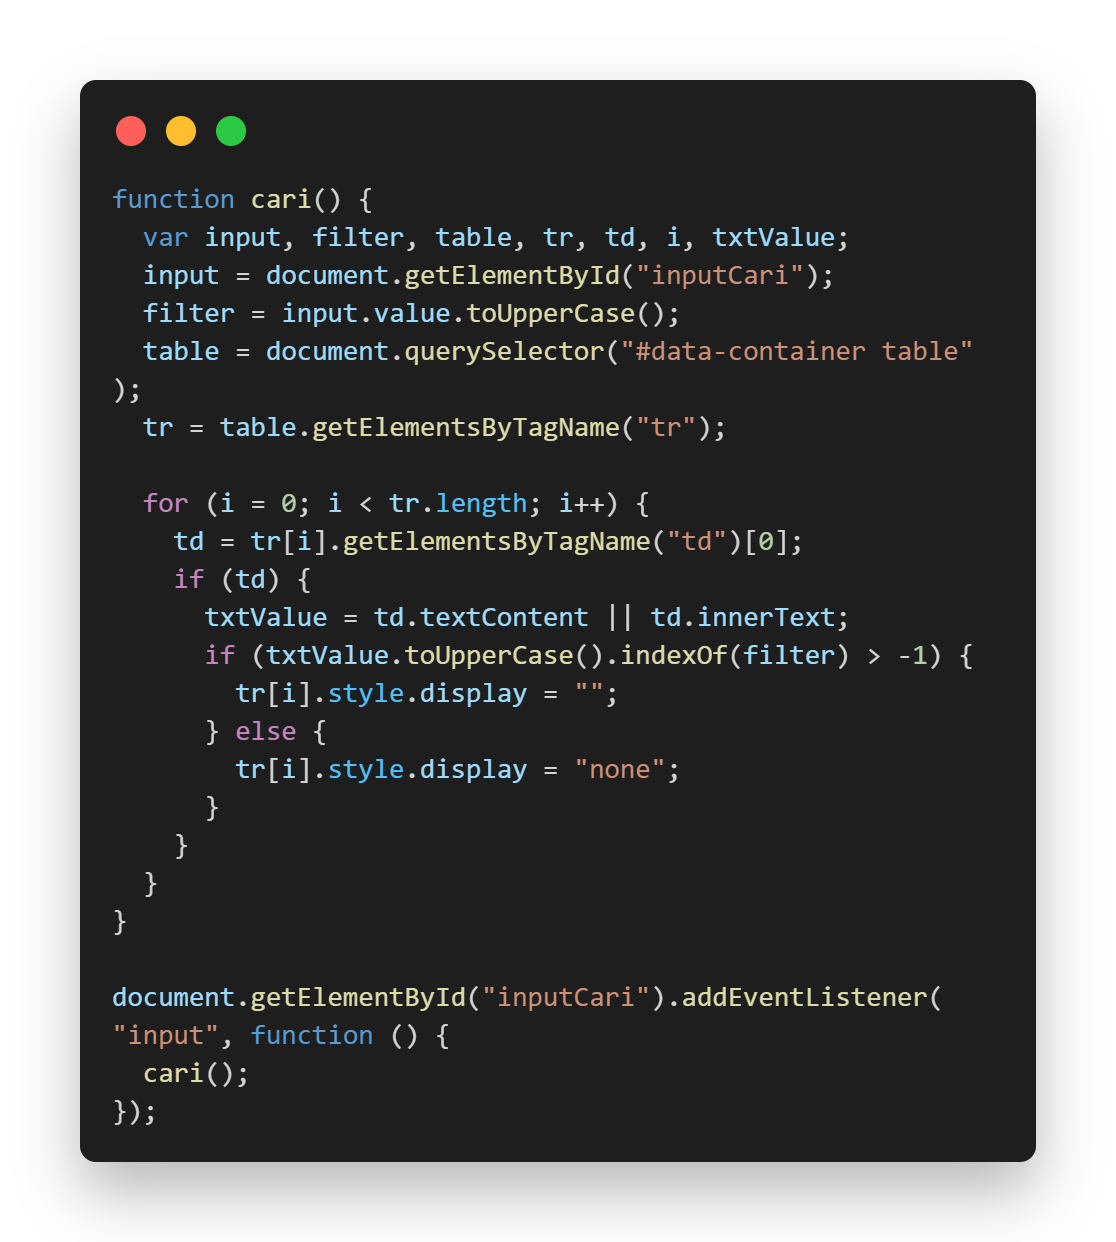 function cari() {
  var input, filter, table, tr, td, i, txtValue;
  input = document.getElementById("inputCari");
  filter = input.value.toUpperCase();
  table = document.querySelector("#data-container table"
);
  tr = table.getElementsByTagName("tr");

  for (i = 0; i < tr.length; i++) {
    td = tr[i].getElementsByTagName("td")[0];
    if (td) {
      txtValue = td.textContent || td.innerText;
      if (txtValue.toUpperCase().indexOf(filter) > -1) {
        tr[i].style.display = "";
      } else {
        tr[i].style.display = "none";
      }
    }
  }
}

document.getElementById("inputCari").addEventListener(
"input", function () {
  cari();
});